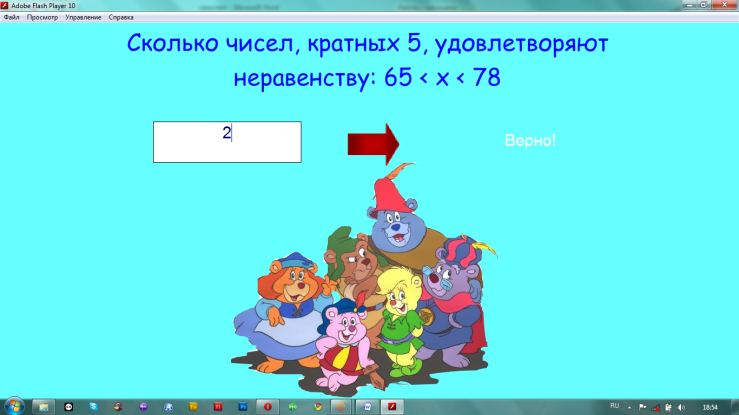 Adobe Flash Player 10
Файл Просмотр Управление Справка
Сколько чисел, кратных 5, удовлетворяют
неравенству: 65 < x < 78
2
Верно!
RU
18:54